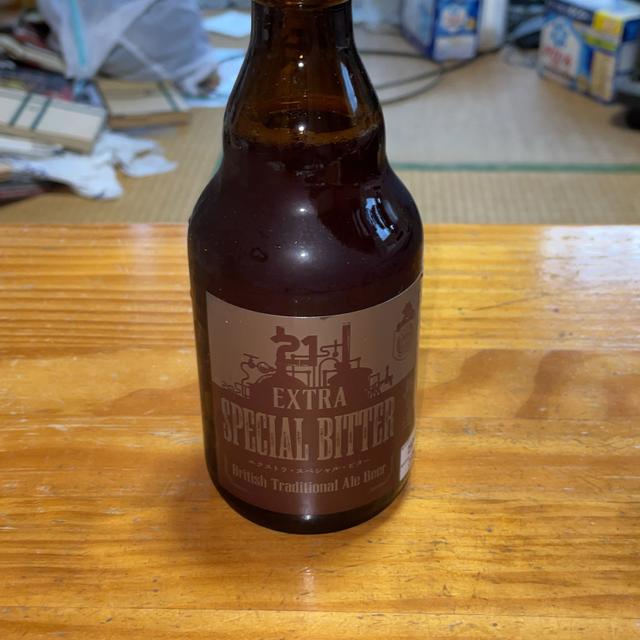 21st
EXTRA
SPECIAL BITTER
エクストラ・スペシャル・ビター
British Traditional Ale Beer